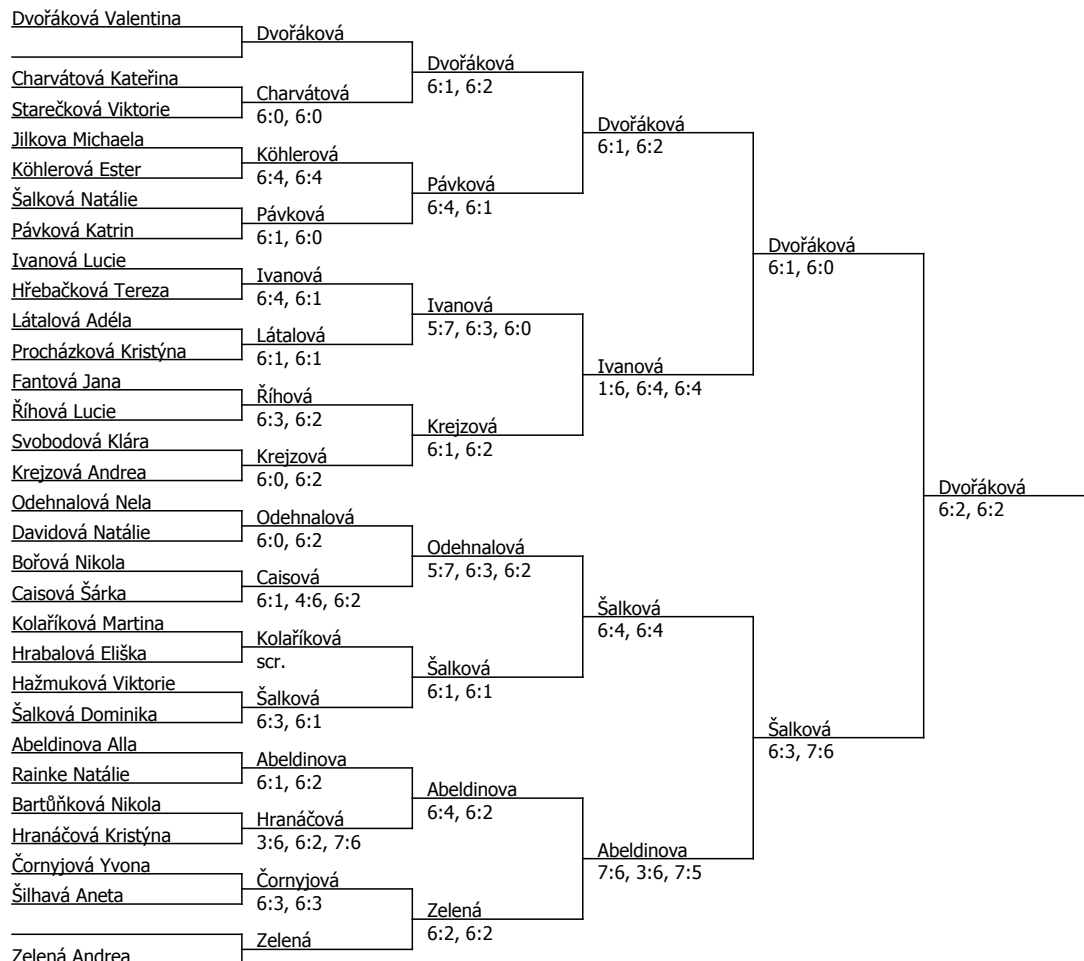 Dvořáková Valentina
Charvátová Kateřina
Starečková Viktorie
Jilkova Michaela
Köhlerová Ester
Šalková Natálie
Pávková Katrin
Ivanová Lucie
Hřebačková Tereza
Látalová Adéla
Procházková Kristýna
Fantová Jana
Říhová Lucie
Svobodová Klára
Krejzová Andrea
Odehnalová Nela
Davidová Natálie
Bořová Nikola
Caisová Šárka
Kolaříková Martina
Hrabalová Eliška
Hažmuková Viktorie
Šalková Dominika
Abeldinova Alla
Rainke Natálie
Bartůňková Nikola
Hranáčová Kristýna
Čornyjová Yvona
Šilhavá Aneta
Zelená Andrea
Dvořáková
Charvátová
6:0, 6:0
Köhlerová
6:4, 6:4
Pávková
6:1, 6:0
Ivanová
6:4, 6:1
Látalová
6:1, 6:1
Říhová
6:3, 6:2
Krejzová
6:0, 6:2
Odehnalová
6:0, 6:2
Caisová
6:1, 4:6, 6:2
Kolaříková
scr.
Šalková
6:3, 6:1
Abeldinova
6:1, 6:2
Hranáčová
3:6, 6:2, 7:6
Čornyjová
6:3, 6:3
Zelená
Dvořáková
6:1, 6:2
Pávková
6:4, 6:1
Ivanová
5:7, 6:3, 6:0
Krejzová
6:1, 6:2
Odehnalová
5:7, 6:3, 6:2
Šalková
6:1, 6:1
Abeldinova
6:4, 6:2
Zelená
6:2, 6:2
Dvořáková
6:1, 6:2
Ivanová
1:6, 6:4, 6:4
Šalková
6:4, 6:4
Abeldinova
7:6, 3:6, 7:5
Dvořáková
6:1, 6:0
Šalková
6:3, 7:6
Dvořáková
6:2, 6:2